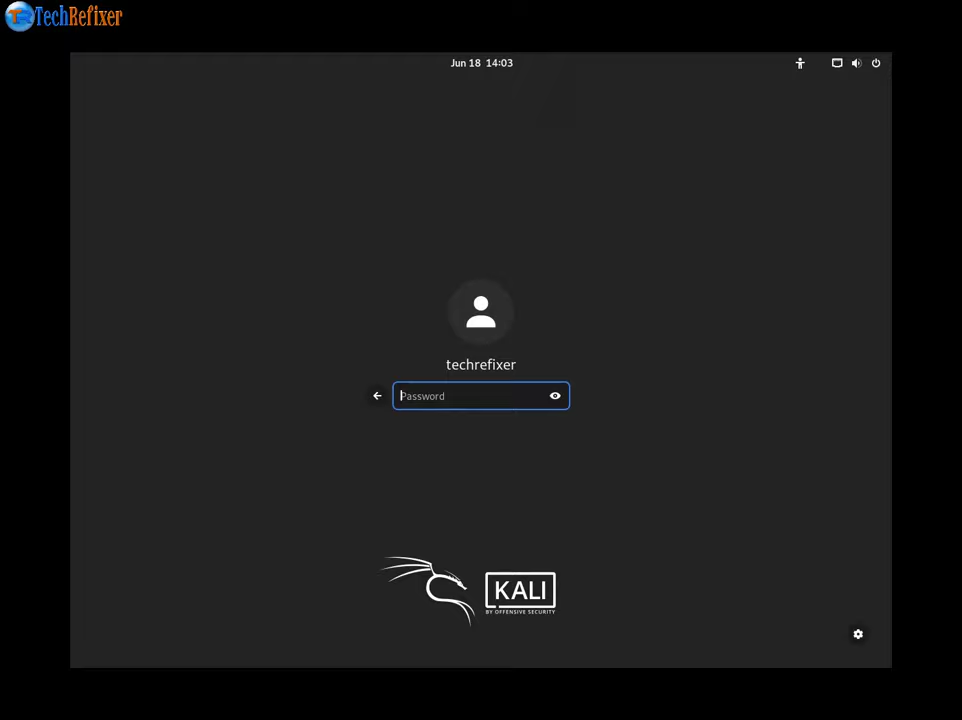 TechRefixer
Jun 18 14:03
techrefixer
Password
KALI
BY OFFENSIVE SECURITY